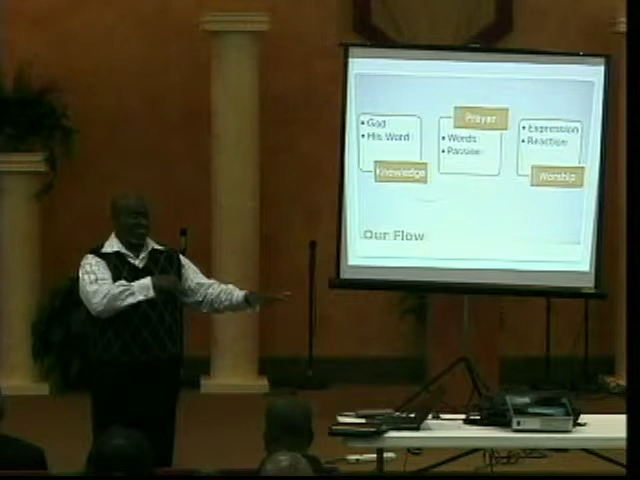 • God
• His Word
Knowledge
Prayer
• Words
• Passion
• Expression
• Reaction
Worship
Our Flow